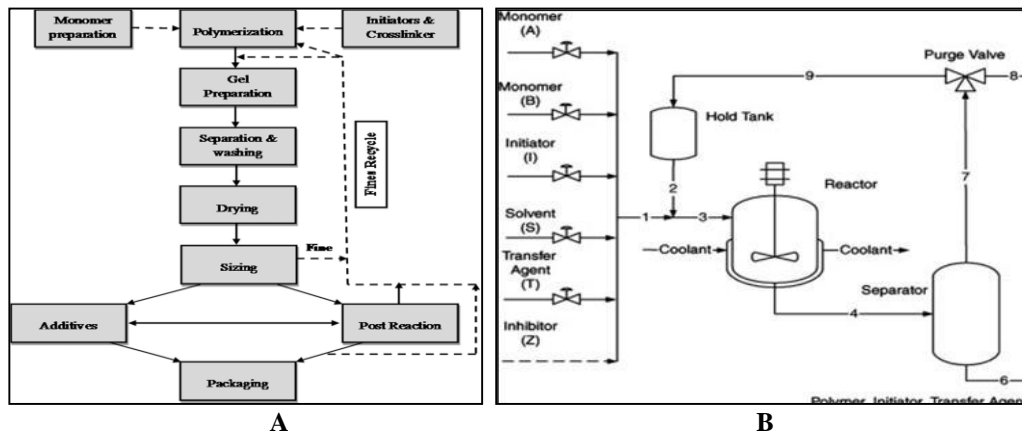 Monomer
preparation
Polymerization
Initiators &
Crosslinker
Gel
Preparation
Separation &
washing
Drying
Sizing
Fine
Fines Recycle
Additives
Post Reaction
Packaging
A
Monomer
(A)
Monomer
(B)
Initiator
(I)
Solvent
(S)
Transfer
Agent
(T)
Inhibitor
(Z)
Purge Valve
9
8
Hold Tank
7
2
Reactor
1
3
Coolant
Coolant
Separator
4
6
Polymer, Initiator, Transfer Agen
B